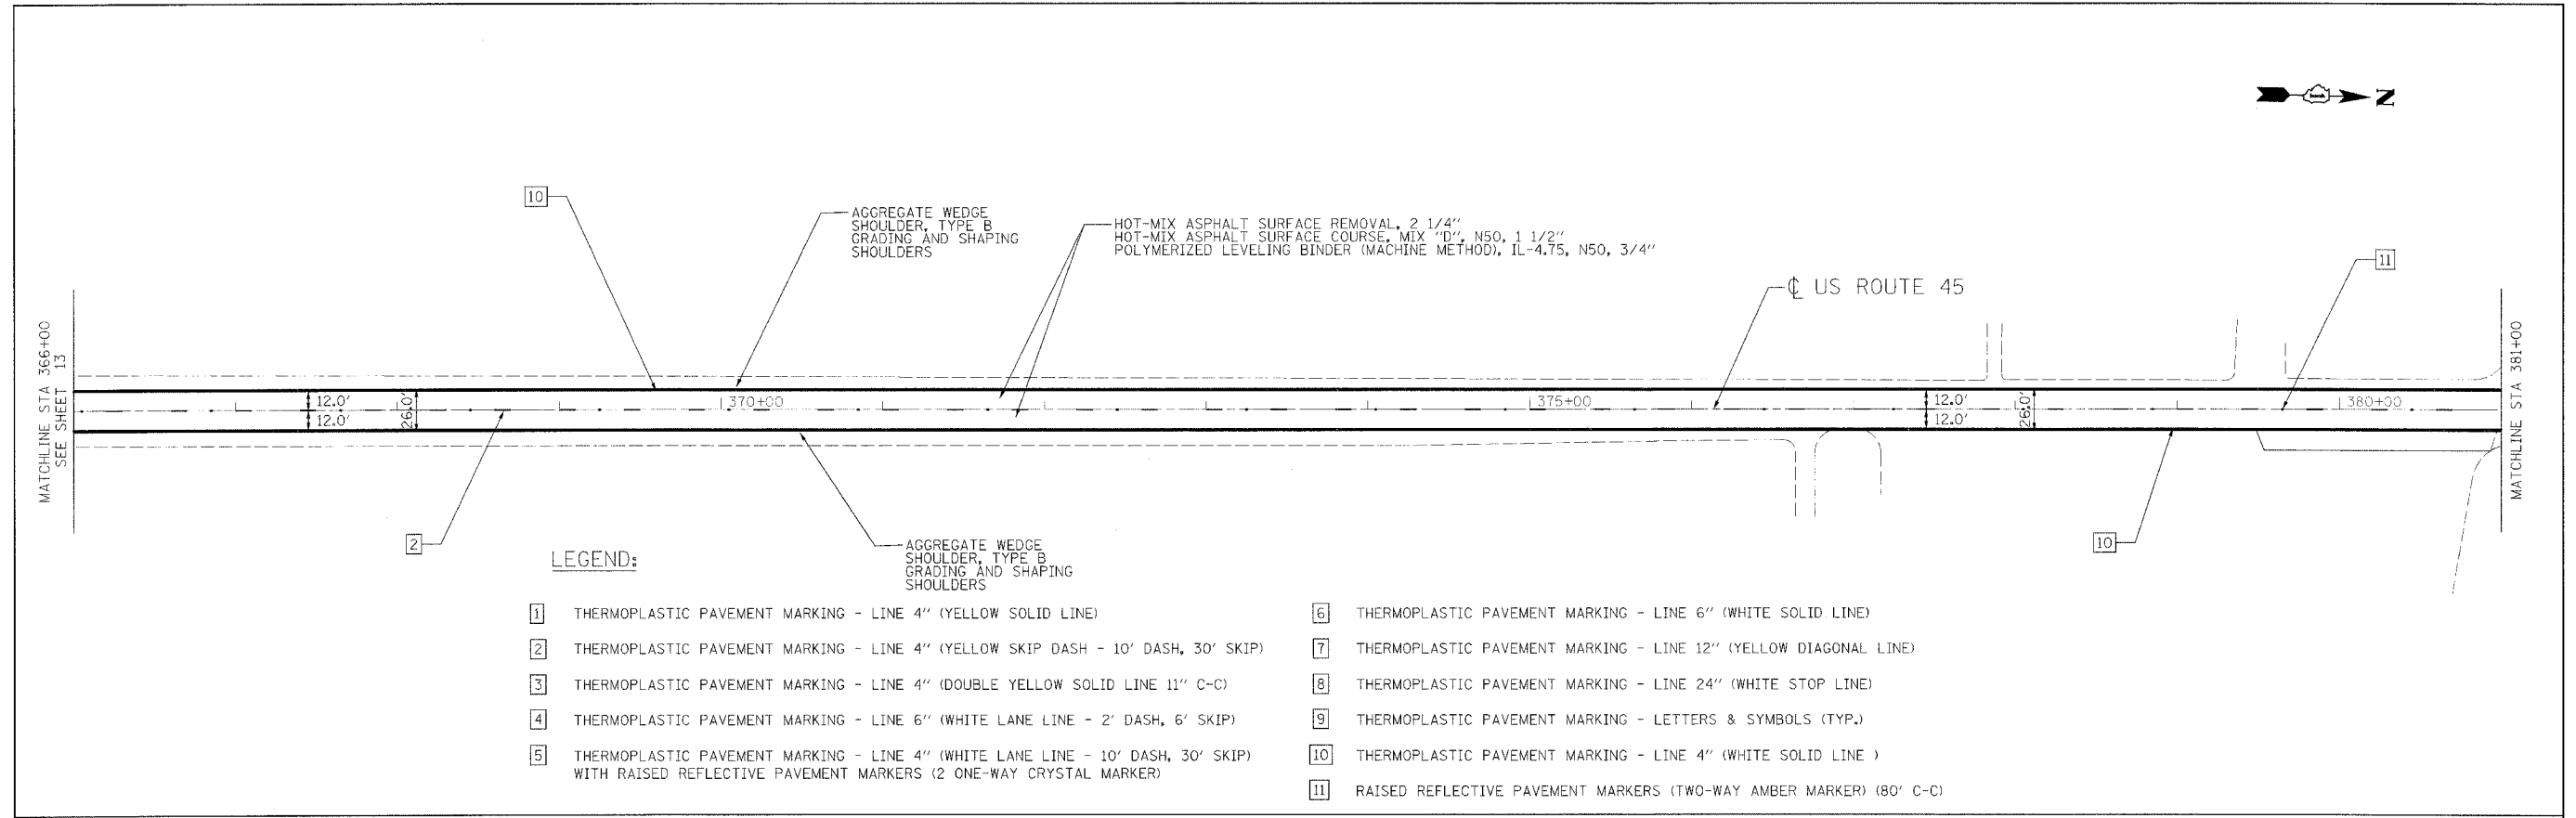 N
10
AGGREGATE WEDGE
SHOULDER, TYPE B
GRADING AND SHAPING
SHOULDERS
HOT-MIX ASPHALT SURFACE REMOVAL, 2 1/4"
HOT-MIX ASPHALT SURFACE COURSE, MIX "D", N50, 1 1/2"
POLYMERIZED LEVELING BINDER (MACHINE METHOD), IL-4.75, N50, 3/4"
11
℄ US ROUTE 45
MATCHLINE STA 366+00
SEE SHEET 13
12.0'
12.0'
26.0'
370+00
375+00
12.0'
12.0'
26.0'
380+00
MATCHLINE STA 381+00
2
AGGREGATE WEDGE
SHOULDER, TYPE B
GRADING AND SHAPING
SHOULDERS
10
LEGEND:
1 THERMOPLASTIC PAVEMENT MARKING - LINE 4" (YELLOW SOLID LINE)
2 THERMOPLASTIC PAVEMENT MARKING - LINE 4" (YELLOW SKIP DASH - 10' DASH, 30' SKIP)
3 THERMOPLASTIC PAVEMENT MARKING - LINE 4" (DOUBLE YELLOW SOLID LINE 11" C-C)
4 THERMOPLASTIC PAVEMENT MARKING - LINE 6" (WHITE LANE LINE - 2' DASH, 6' SKIP)
5 THERMOPLASTIC PAVEMENT MARKING - LINE 4" (WHITE LANE LINE - 10' DASH, 30' SKIP)
WITH RAISED REFLECTIVE PAVEMENT MARKERS (2 ONE-WAY CRYSTAL MARKER)
6 THERMOPLASTIC PAVEMENT MARKING - LINE 6" (WHITE SOLID LINE)
7 THERMOPLASTIC PAVEMENT MARKING - LINE 12" (YELLOW DIAGONAL LINE)
8 THERMOPLASTIC PAVEMENT MARKING - LINE 24" (WHITE STOP LINE)
9 THERMOPLASTIC PAVEMENT MARKING - LETTERS & SYMBOLS (TYP.)
10 THERMOPLASTIC PAVEMENT MARKING - LINE 4" (WHITE SOLID LINE )
11 RAISED REFLECTIVE PAVEMENT MARKERS (TWO-WAY AMBER MARKER) (80' C-C)